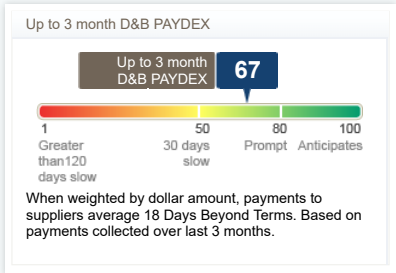 Up to 3 month D&B PAYDEX
Up to 3 month
D&B PAYDEX
67
1 50 80 100
Greater 30 days Prompt Anticipates
than120 slow
days slow
When weighted by dollar amount, payments to
suppliers average 18 Days Beyond Terms. Based on
payments collected over last 3 months.